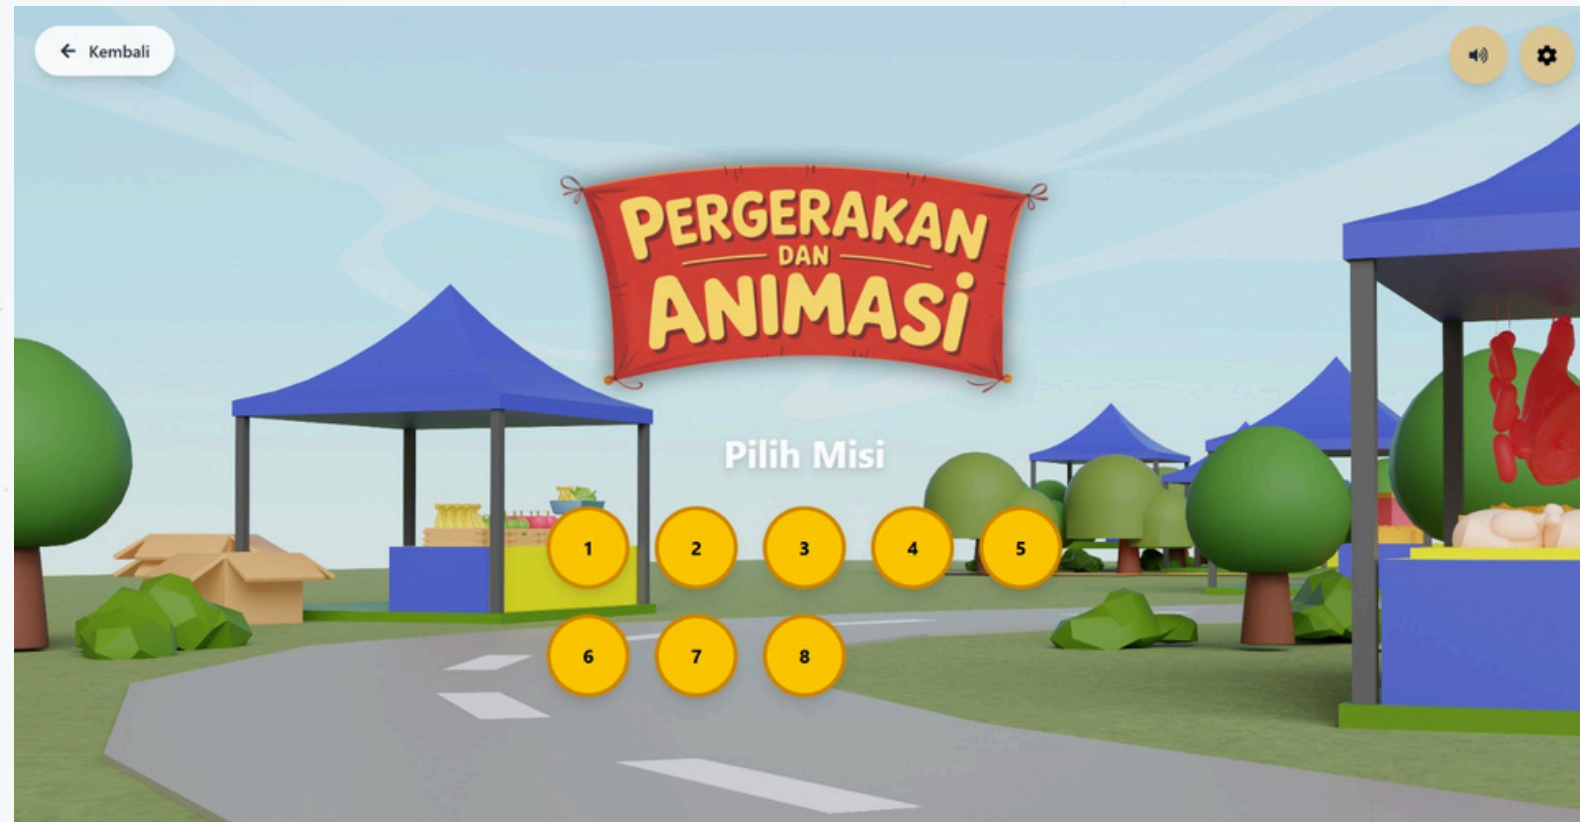 Kembali
PERGERAKAN
DAN
ANIMASi
Pilih Misi
1 2 3 4 5
6 7 8